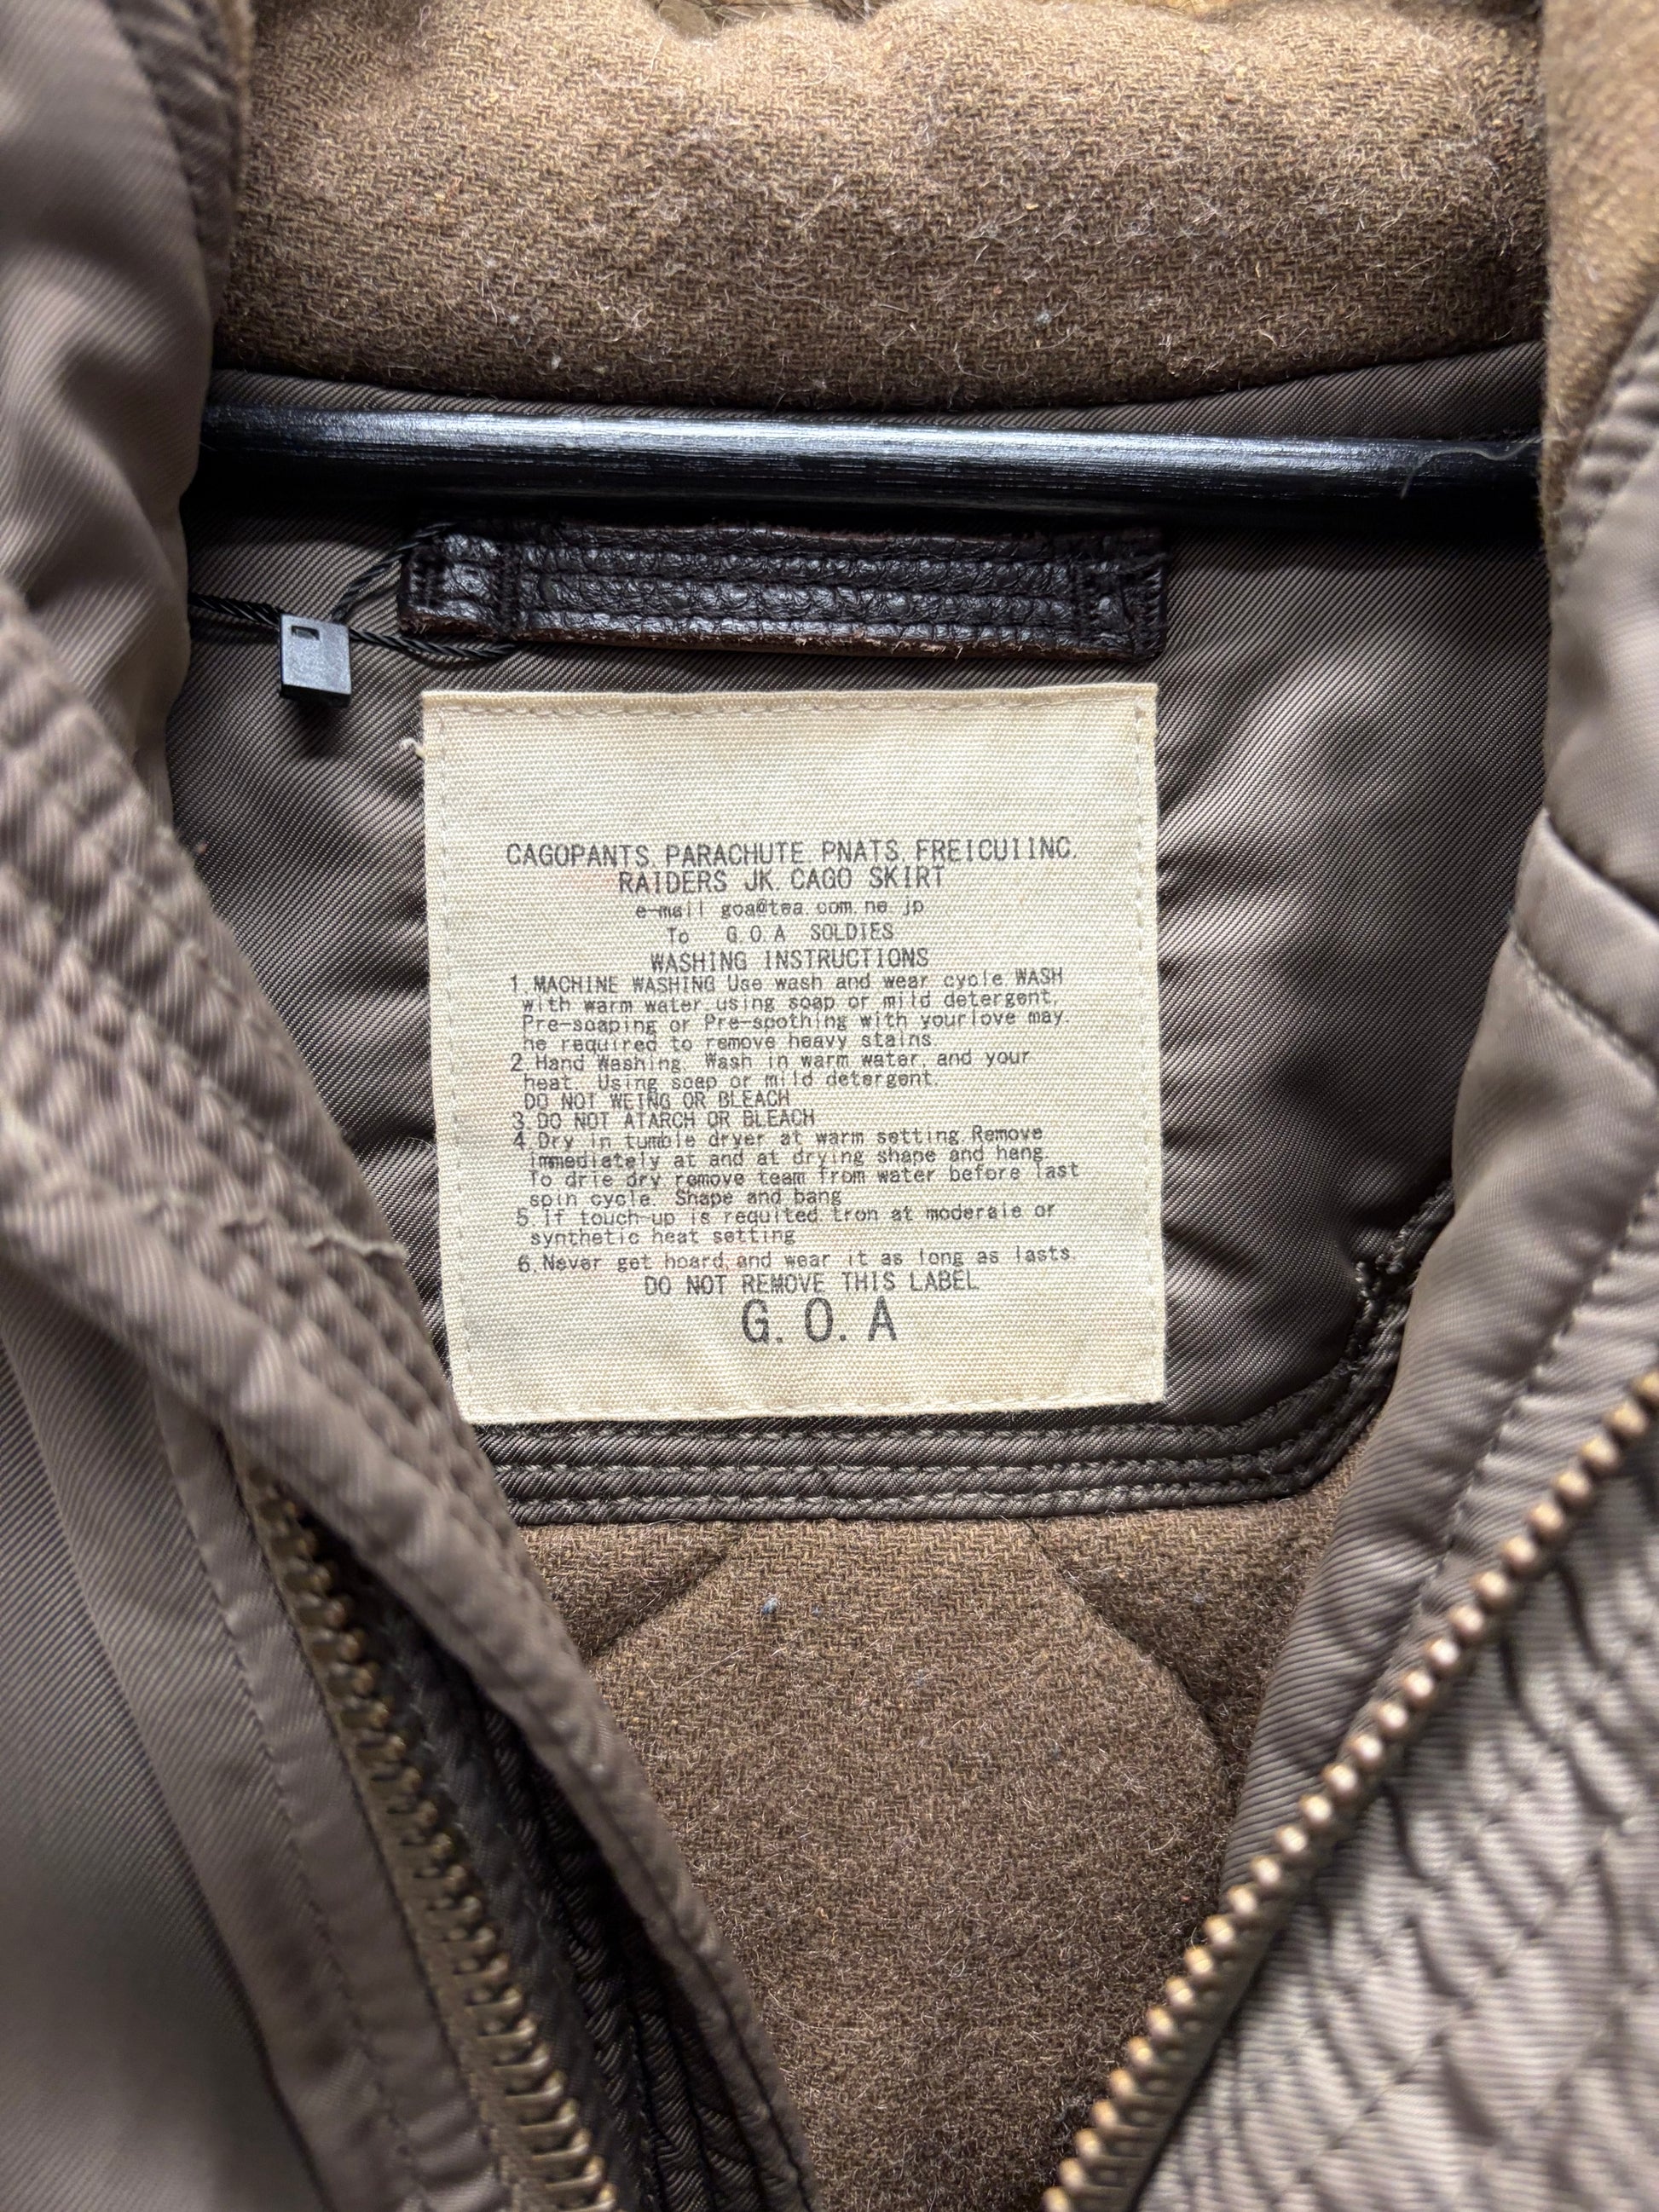 CAGOPANTS. PARACHUTE. PNATS. FREICUIINC.
RAIDERS JK. CAGO SKIRT
e-mail goa@tea.com.ne.jp
To G.O.A SOLDIES
WASHING INSTRUCTIONS
1. MACHINE WASHING Use wash and wear cycle WASH
with warm water. using soap or mild detergent.
Pre-soaping or Pre-spothing with yourlove may.
he required to remove heavy stains.
2. Hand Washing. Wash in warm water. and your
heat. Using soap or mild detergent.
DO NOT WEING OR BLEACH
3. DO NOT ATARCH OR BLEACH
4. Dry in tumble dryer at warm setting. Remove
immediately at and at drying shape and hang.
To drie dry remove team from water before last
spin cycle. Shape and bang
5. If touch-up is requited tron at moderale or
synthetic heat setting
6. Never get hoard, and wear it as long as lasts.
DO NOT REMOVE THIS LABEL
G. O. A